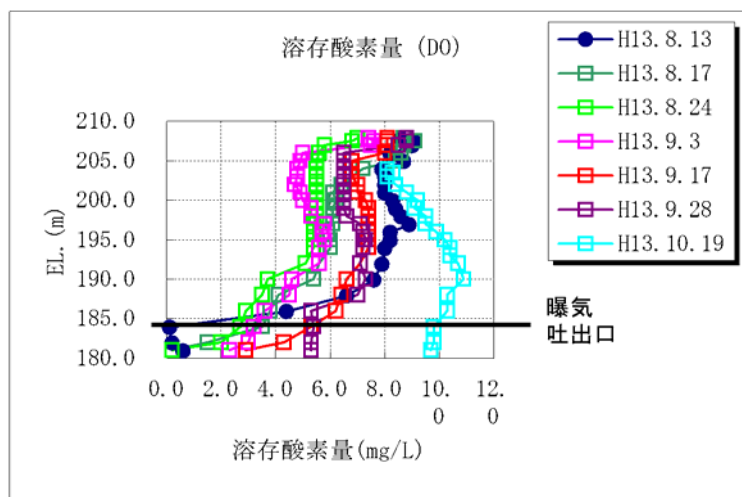 溶存酸素量 (DO)
H13.8.13
H13.8.17
H13.8.24
H13.9.3
H13.9.17
H13.9.28
H13.10.19
EL.(m)
210.0
205.0
200.0
195.0
190.0
185.0
180.0
曝気
吐出口
0.0 2.0 4.0 6.0 8.0 10. 12.
0 0
溶存酸素量(mg/L)